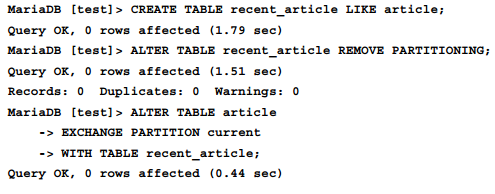 MariaDB [test]> CREATE TABLE recent_article LIKE article;
Query OK, 0 rows affected (1.79 sec)
MariaDB [test]> ALTER TABLE recent_article REMOVE PARTITIONING;
Query OK, 0 rows affected (1.51 sec)
Records: 0  Duplicates: 0  Warnings: 0
MariaDB [test]> ALTER TABLE article
    -> EXCHANGE PARTITION current
    -> WITH TABLE recent_article;
Query OK, 0 rows affected (0.44 sec)